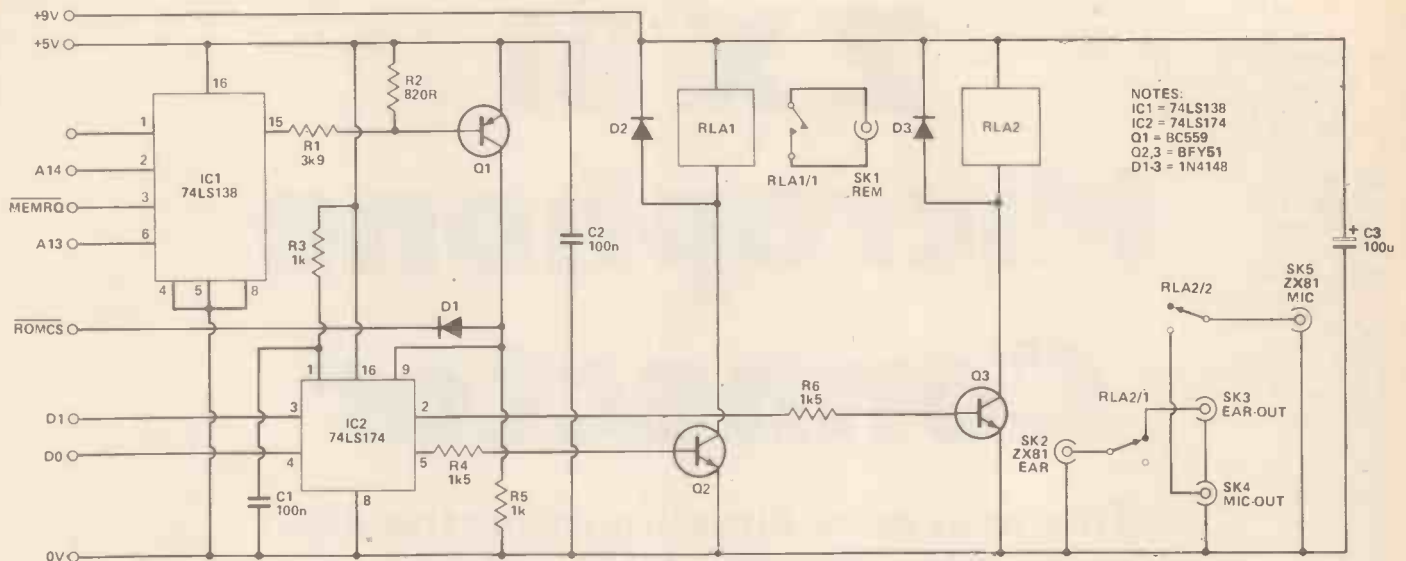 +9V
+5V
16
1
15
A14
2
IC1
74LS138
MEMRQ
3
A13
6
4
5
8
R1
3k9
R2
820R
Q1
R3
1k
C2
100n
D1
ROMCS
1
16
9
D1
3
IC2
74LS174
2
D0
4
5
R4
1k5
8
C1
100n
R5
1k
0V
D2
RLA1
RLA1/1
SK1
REM
D3
RLA2
Q2
R6
1k5
Q3
NOTES:
IC1 = 74LS138
IC2 = 74LS174
Q1 = BC559
Q2,3 = BFY51
D1-3 = 1N4148
+
C3
100u
RLA2/2
SK5
ZX81
MIC
RLA2/1
SK2
ZX81
EAR
SK3
EAR-OUT
SK4
MIC-OUT